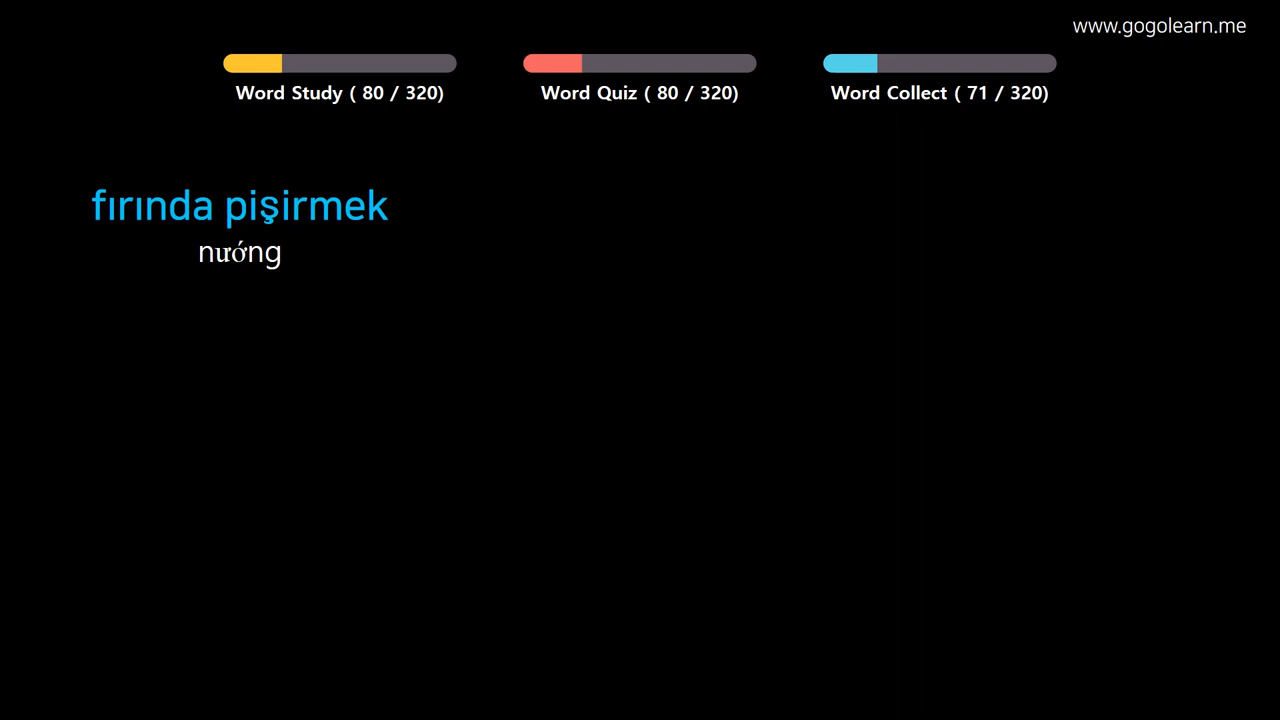 www.gogolearn.me
Word Study ( 80 / 320)
Word Quiz ( 80 / 320)
Word Collect ( 71 / 320)
fırında pişirmek
nướng